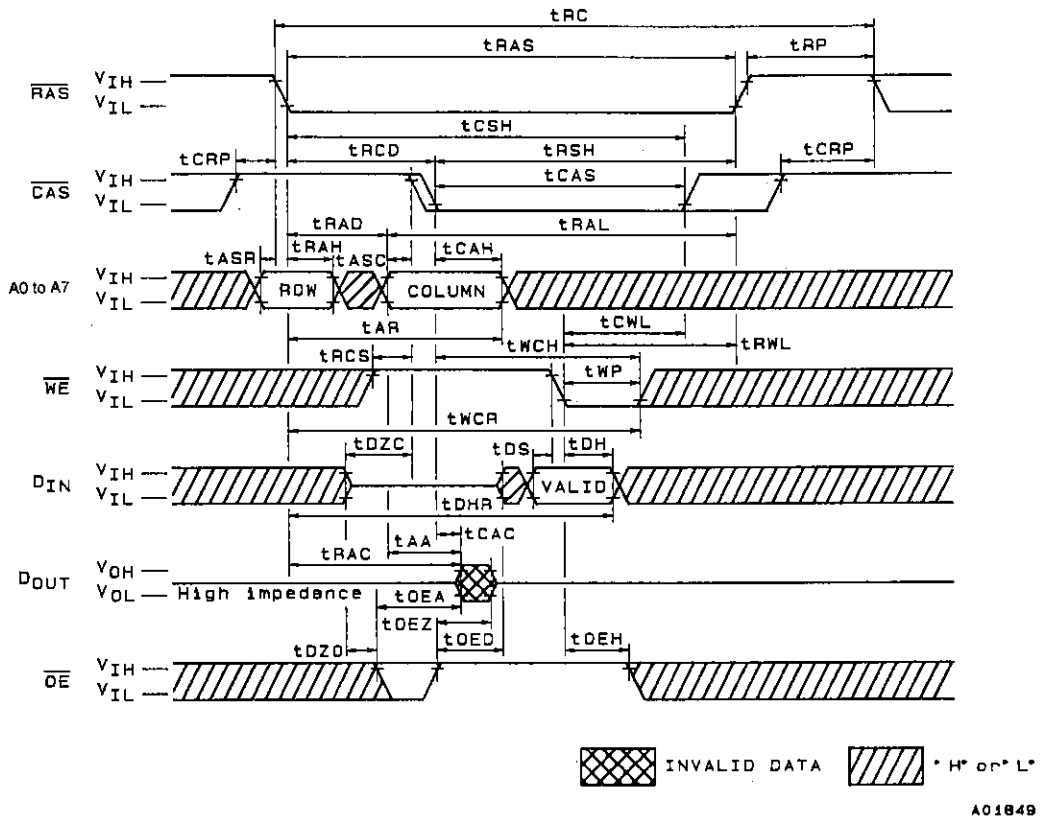 tRC
tRAS
tRP
RAS
VIH
VIL
tCSH
tCRP
tRCD
tRSH
tCRP
CAS
VIH
VIL
tCAS
tRAD
tRAL
tASR
tRAH
tASC
tCAH
A0 to A7
VIH
VIL
ROW
COLUMN
tAR
tCWL
tRCS
tWCH
tRWL
WE
VIH
VIL
tWP
tWCR
tDZC
tDS
tDH
DIN
VIH
VIL
VALID
tDHR
tCAC
tAA
tRAC
DOUT
VOH
VOL
High impedance
tOEA
tOEZ
tOED
tOEH
tDZO
OE
VIH
VIL
INVALID DATA
"H" or "L"
A01849